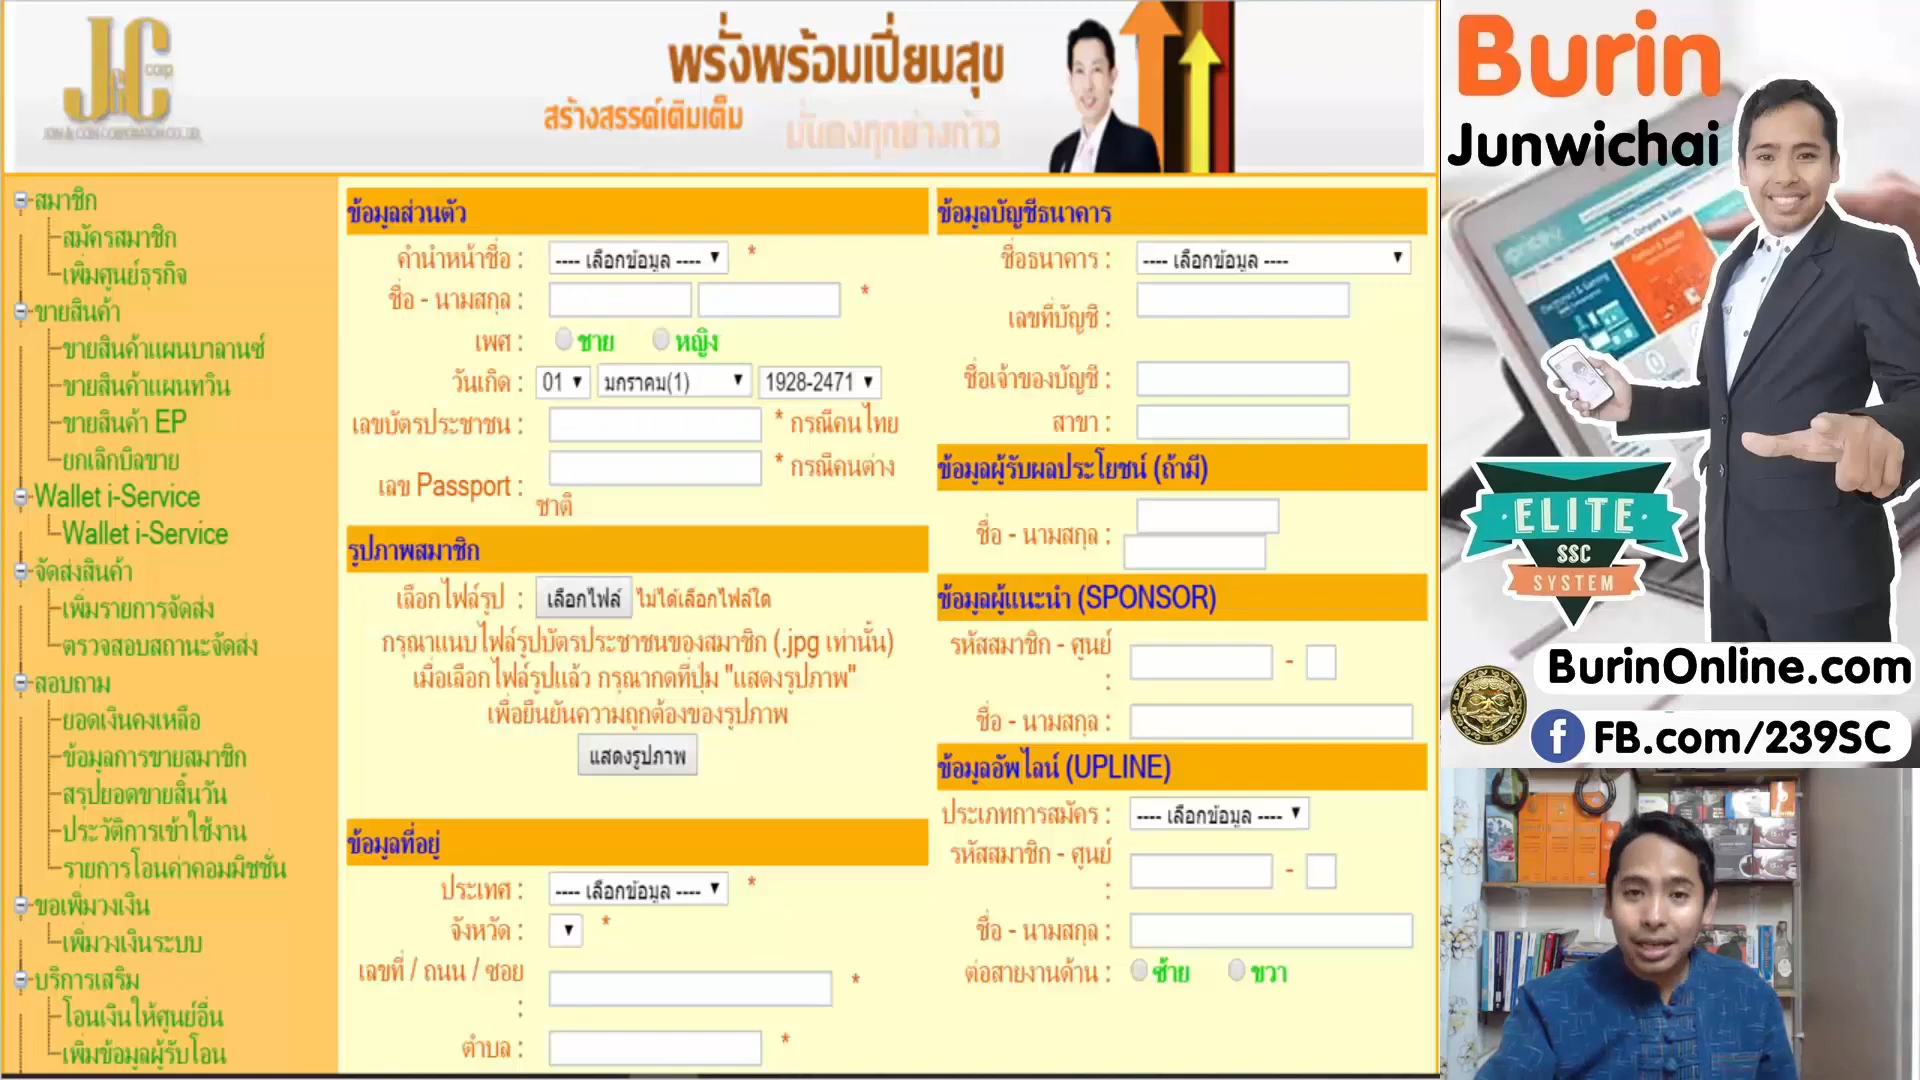 J&C
corp.
JOIN & COIN CORPORATION CO.,LTD.
พรั่งพร้อมเปี่ยมสุข
สร้างสรรค์เติมเต็ม
มั่นคงทุกย่างก้าว
สมาชิก
สมัครสมาชิก
เพิ่มศูนย์ธุรกิจ
ขายสินค้า
ขายสินค้าแผนบาลานซ์
ขายสินค้าแผนทวิน
ขายสินค้า EP
ยกเลิกบิลขาย
Wallet i-Service
Wallet i-Service
จัดส่งสินค้า
เพิ่มรายการจัดส่ง
ตรวจสอบสถานะจัดส่ง
สอบถาม
ยอดเงินคงเหลือ
ข้อมูลการขายสมาชิก
สรุปยอดขายสิ้นวัน
ประวัติการเข้าใช้งาน
รายการโอนค่าคอมมิชชั่น
ขอเพิ่มวงเงิน
เพิ่มวงเงินระบบ
บริการเสริม
โอนเงินให้ศูนย์อื่น
เพิ่มข้อมูลผู้รับโอน
ข้อมูลส่วนตัว
คำนำหน้าชื่อ : ---- เลือกข้อมูล ---- *
ชื่อ - นามสกุล : *
เพศ : ชาย หญิง
วันเกิด : 01 มกราคม(1) 1928-2471
เลขบัตรประชาชน : * กรณีคนไทย
เลข Passport : * กรณีคนต่าง
ชาติ
รูปภาพสมาชิก
เลือกไฟล์รูป : เลือกไฟล์ ไม่ได้เลือกไฟล์ใด
กรุณาแนบไฟล์รูปบัตรประชาชนของสมาชิก (.jpg เท่านั้น)
เมื่อเลือกไฟล์รูปแล้ว กรุณากดที่ปุ่ม "แสดงรูปภาพ"
เพื่อยืนยันความถูกต้องของรูปภาพ
แสดงรูปภาพ
ข้อมูลที่อยู่
ประเทศ : ---- เลือกข้อมูล ---- *
จังหวัด : *
เลขที่ / ถนน / ซอย
: *
ตำบล : *
ข้อมูลบัญชีธนาคาร
ชื่อธนาคาร : ---- เลือกข้อมูล ----
เลขที่บัญชี :
ชื่อเจ้าของบัญชี :
สาขา :
ข้อมูลผู้รับผลประโยชน์ (ถ้ามี)
ชื่อ - นามสกุล :
ข้อมูลผู้แนะนำ (SPONSOR)
รหัสสมาชิก - ศูนย์ -
:
ชื่อ - นามสกุล :
ข้อมูลอัพไลน์ (UPLINE)
ประเภทการสมัคร : ---- เลือกข้อมูล ----
รหัสสมาชิก - ศูนย์ -
:
ชื่อ - นามสกุล :
ต่อสายงานด้าน : ซ้าย ขวา
Burin
Junwichai
ELITE
SSC
SYSTEM
BurinOnline.com
f FB.com/239SC